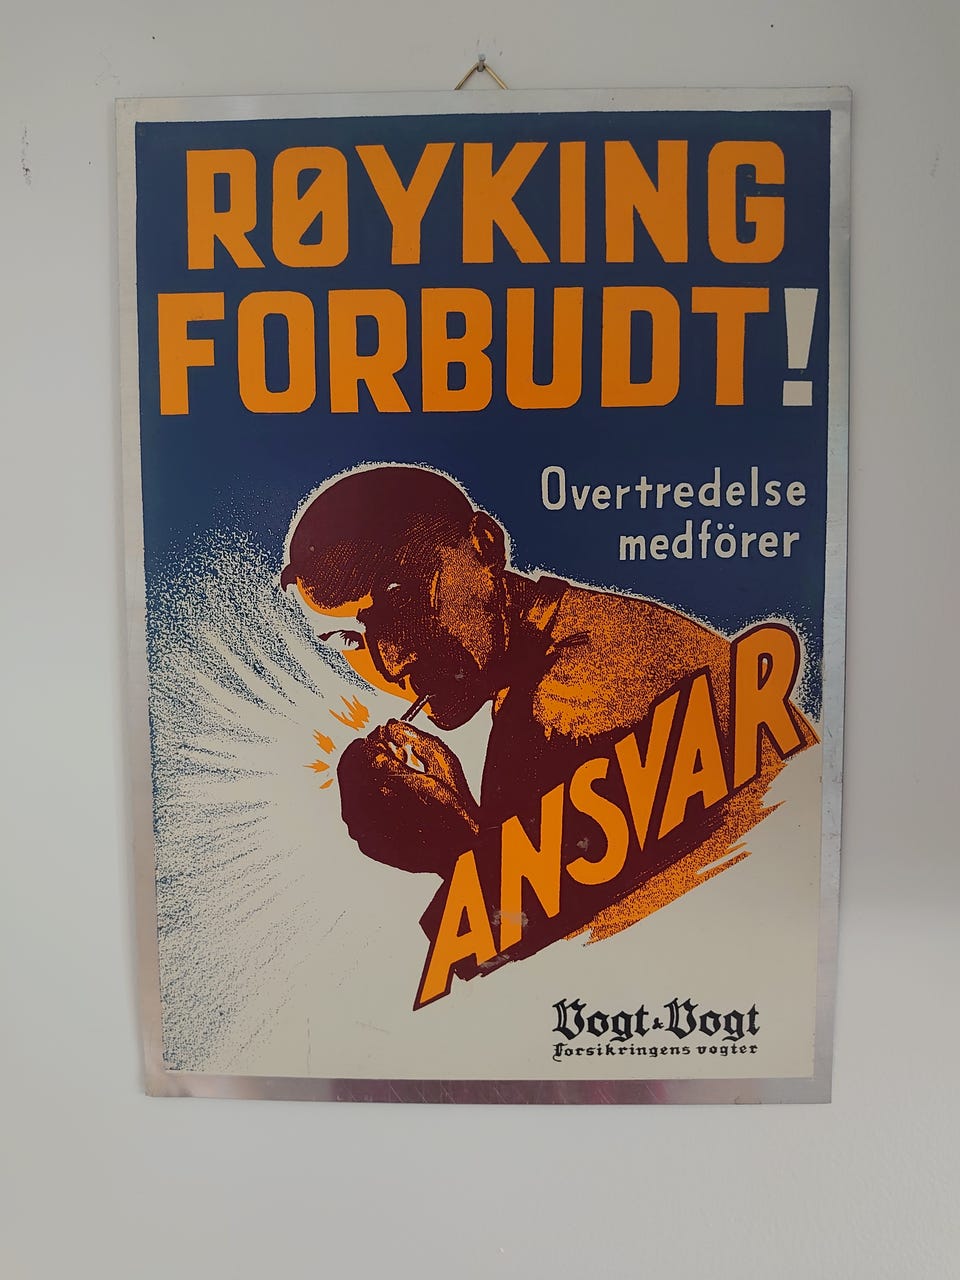 RØYKING
FORBUDT!
Overtredelse
medförer
ANSVAR
Vogt & Vogt
Forsikringens vogter